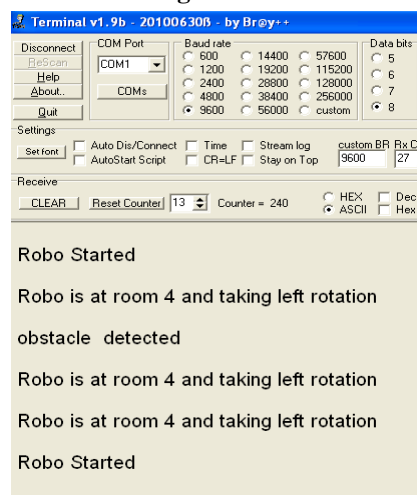 Terminal v1.9b - 20100630ß - by Br@y++
Disconnect
ReScan
Help
About..
Quit
COM Port
COM1
COMs
Baud rate
600 14400 57600
1200 19200 115200
2400 28800 128000
4800 38400 256000
9600 56000 custom
Data bits
5
6
7
8
Settings
Set font
Auto Dis/Connect Time Stream log custom BR Rx C
AutoStart Script CR=LF Stay on Top 9600 27
Receive
CLEAR Reset Counter 13 Counter = 240 HEX Dec
ASCII Hex
Robo Started
Robo is at room 4 and taking left rotation
obstacle detected
Robo is at room 4 and taking left rotation
Robo is at room 4 and taking left rotation
Robo Started